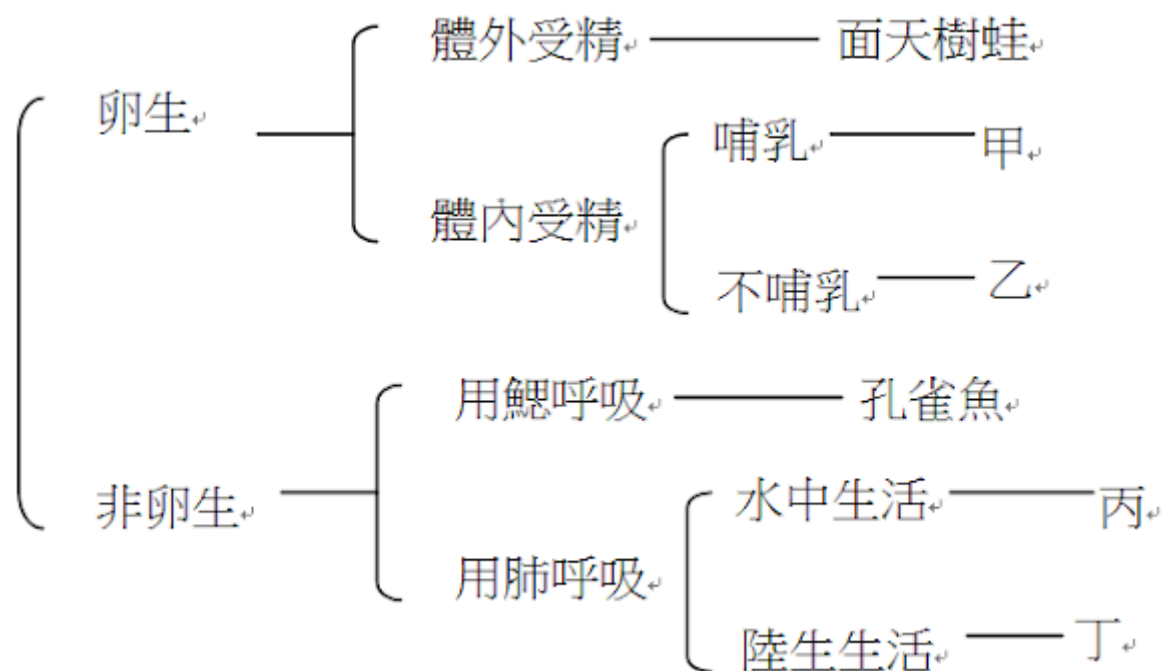 體外受精 面天樹蛙
卵生
哺乳 甲
體內受精
不哺乳 乙
用鰓呼吸 孔雀魚
非卵生
水中生活 丙
用肺呼吸
陸生生活 丁